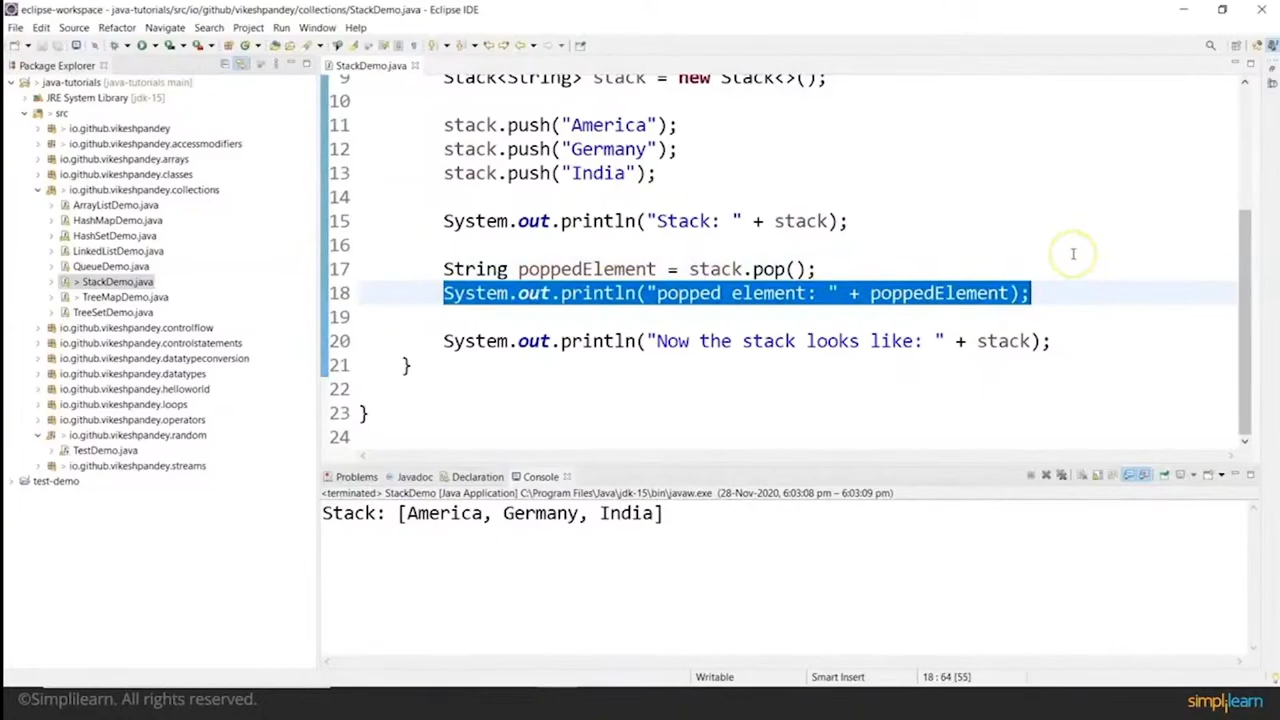 eclipse-workspace - java-tutorials/src/io/github/vikeshpandey/collections/StackDemo.java - Eclipse IDE
File Edit Source Refactor Navigate Search Project Run Window Help
Package Explorer
StackDemo.java
java-tutorials [java-tutorials main]
JRE System Library [jdk-15]
src
io.github.vikeshpandey
io.github.vikeshpandey.accessmodifiers
io.github.vikeshpandey.arrays
io.github.vikeshpandey.classes
io.github.vikeshpandey.collections
ArrayListDemo.java
HashMapDemo.java
HashSetDemo.java
LinkedListDemo.java
QueueDemo.java
> StackDemo.java
> TreeMapDemo.java
TreeSetDemo.java
io.github.vikeshpandey.controlflow
io.github.vikeshpandey.controlstatements
io.github.vikeshpandey.datatypeconversion
io.github.vikeshpandey.datatypes
io.github.vikeshpandey.helloworld
io.github.vikeshpandey.loops
io.github.vikeshpandey.operators
io.github.vikeshpandey.random
TestDemo.java
io.github.vikeshpandey.streams
test-demo
9 Stack<String> stack = new Stack<>();
10
11 stack.push("America");
12 stack.push("Germany");
13 stack.push("India");
14
15 System.out.println("Stack: " + stack);
16
17 String poppedElement = stack.pop();
18 System.out.println("popped element: " + poppedElement);
19
20 System.out.println("Now the stack looks like: " + stack);
21 }
22
23 }
24
Problems Javadoc Declaration Console
<terminated> StackDemo [Java Application] C:\Program Files\Java\jdk-15\bin\javaw.exe (28-Nov-2020, 6:03:08 pm – 6:03:09 pm)
Stack: [America, Germany, India]
Writable Smart Insert 18 : 64 [55]
©Simplilearn. All rights reserved.
simplilearn